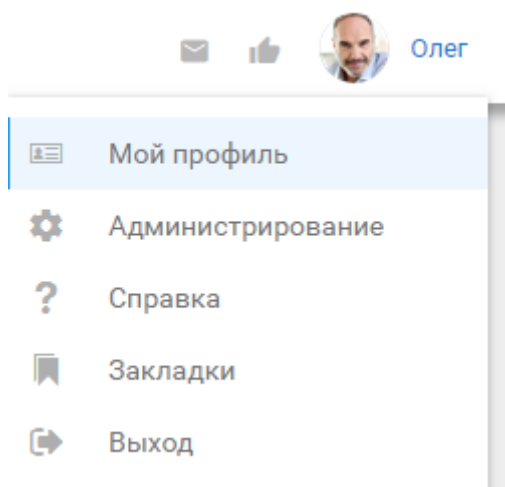 Олег
Мой профиль
Администрирование
Справка
Закладки
Выход